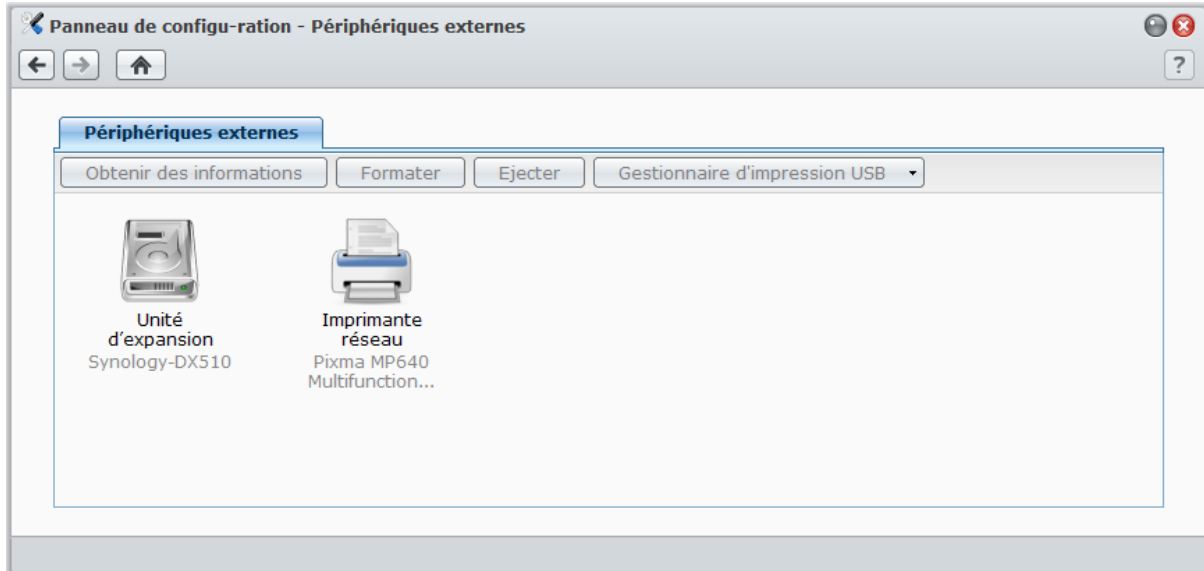 Panneau de configu-ration - Périphériques externes
?
Périphériques externes
Obtenir des informations
Formater
Ejecter
Gestionnaire d'impression USB
Unité
d'expansion
Synology-DX510
Imprimante
réseau
Pixma MP640
Multifunction...